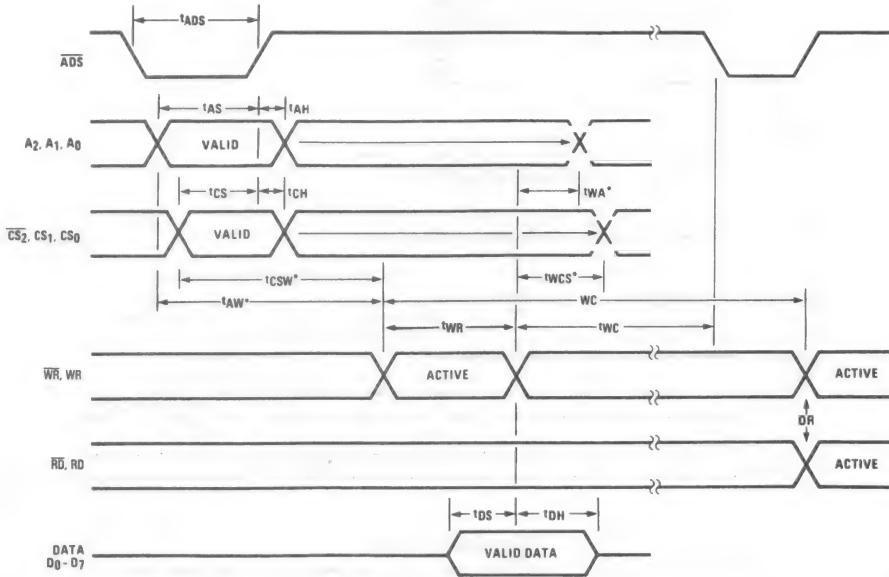 tADS
ADS
tAS tAH
A2, A1, A0 VALID
tCS tCH tWA*
CS2, CS1, CS0 VALID
tCSW* tWCS*
tAW* WC
tWR tWC
WR, WR ACTIVE ACTIVE
OR
RD, RD ACTIVE
tDS tDH
DATA
D0 - D7 VALID DATA